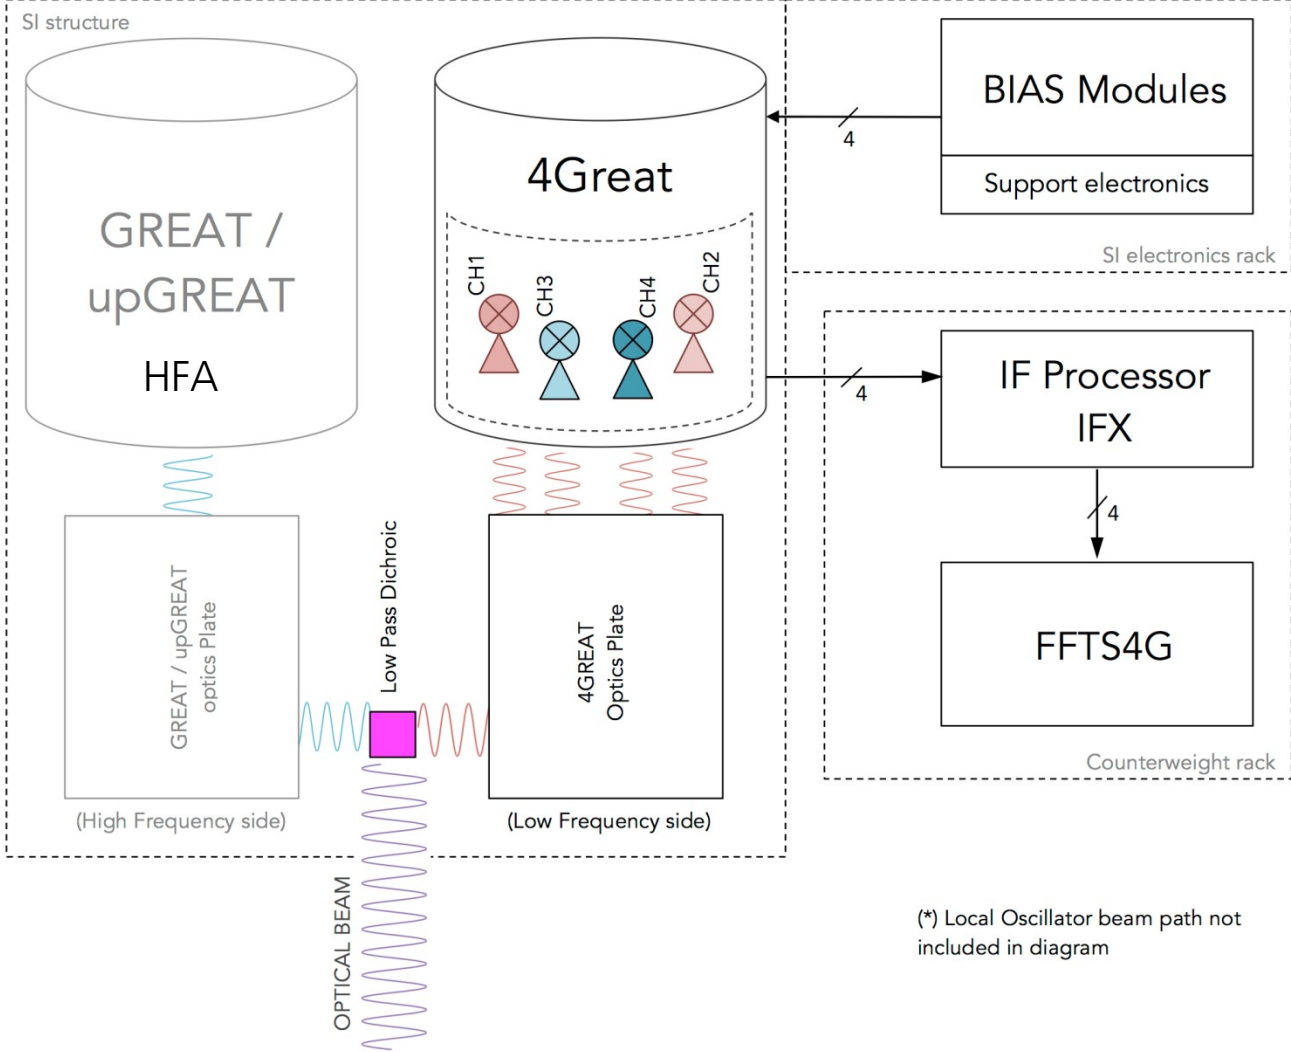 SI structure
GREAT /
upGREAT
HFA
4Great
CH1
CH3
CH4
CH2
BIAS Modules
4
Support electronics
SI electronics rack
IF Processor
IFX
4
4
FFTS4G
Counterweight rack
GREAT / upGREAT
optics Plate
(High Frequency side)
Low Pass Dichroic
4GREAT
Optics Plate
(Low Frequency side)
OPTICAL BEAM
(*) Local Oscillator beam path not
included in diagram